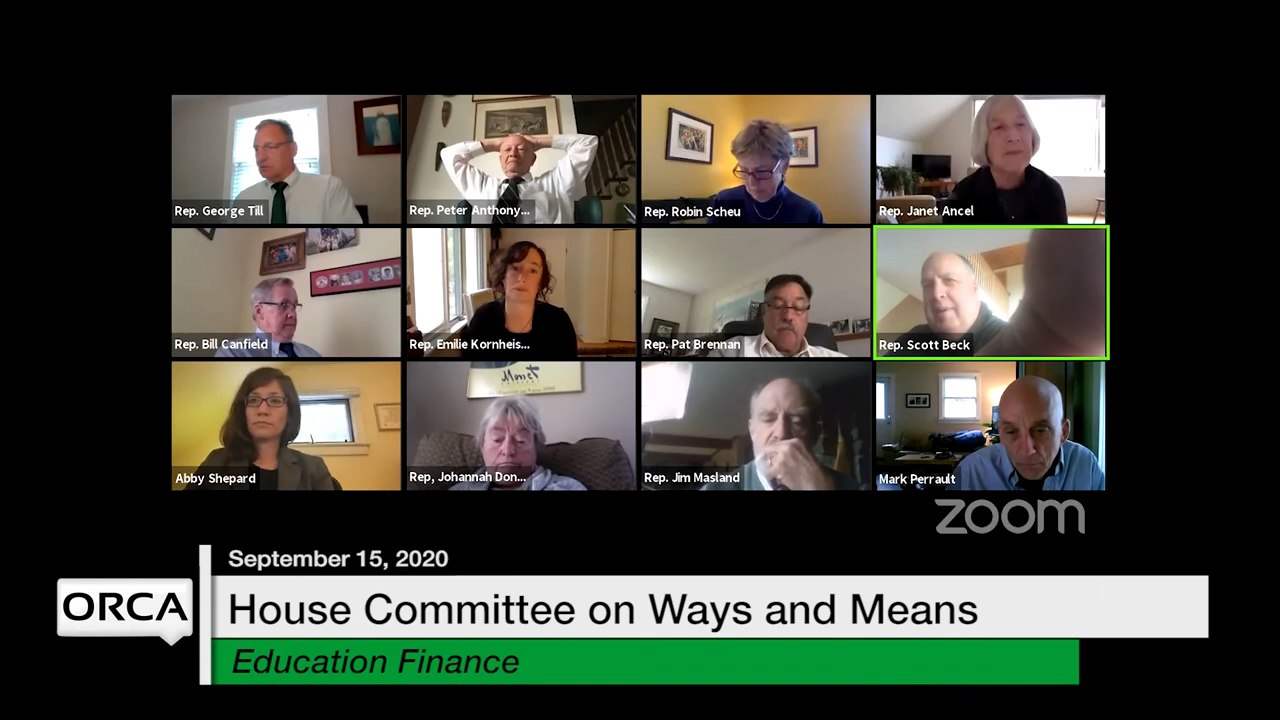 Rep. George Till
Rep. Peter Anthony...
Rep. Robin Scheu
Rep. Janet Ancel
Rep. Bill Canfield
Rep. Emilie Kornheis...
Rep. Pat Brennan
Rep. Scott Beck
Monet
Abby Shepard
Rep, Johannah Don...
Rep. Jim Masland
Mark Perrault
zoom
September 15, 2020
ORCA
House Committee on Ways and Means
Education Finance